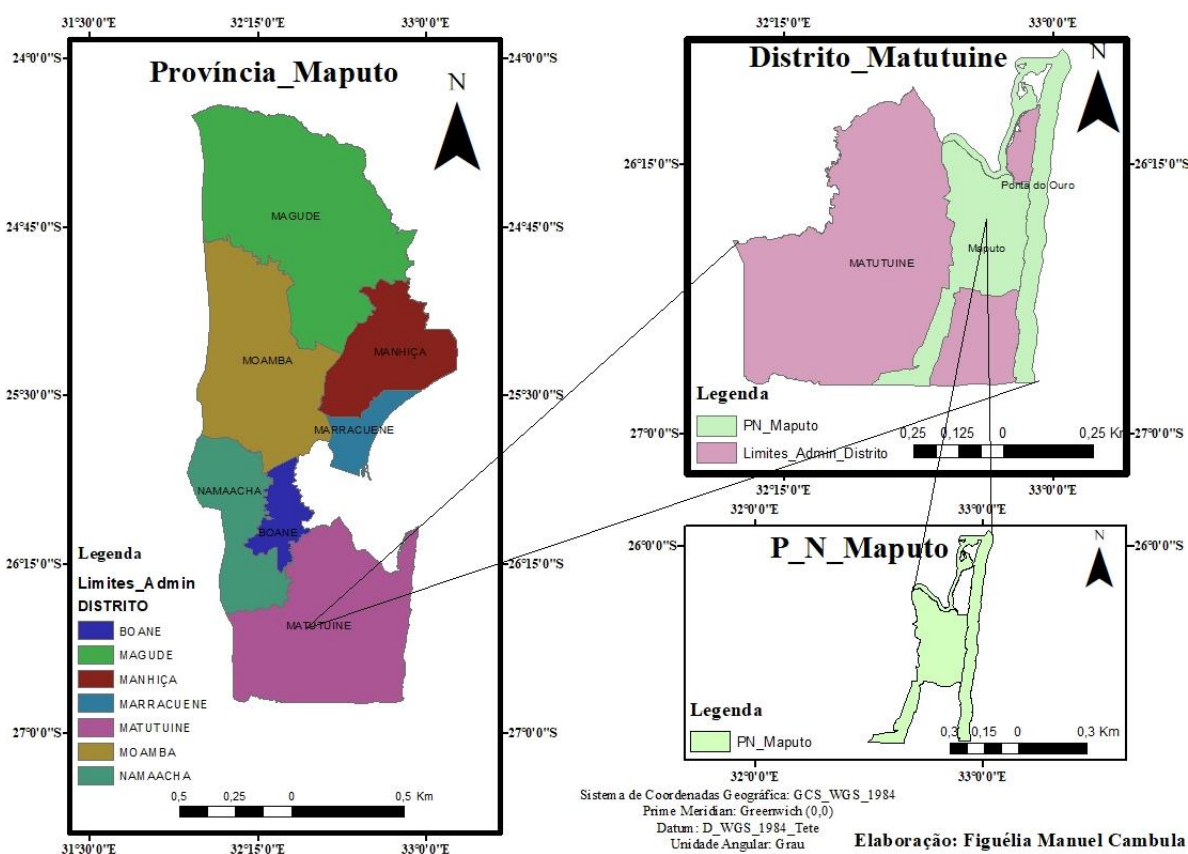 31°30'0"E
32°15'0"E
33°0'0"E
24°0'0"S
24°45'0"S
25°30'0"S
26°15'0"S
27°0'0"S
Província_Maputo
N
MAGUDE
MOAMBA
MANHIÇA
MARRACUENE
NAMAACHA
BOANE
MATUTUINE
Legenda
Limites_Admin
DISTRITO
BOANE
MAGUDE
MANHIÇA
MARRACUENE
MATUTUINE
MOAMBA
NAMAACHA
0,5 0,25 0 0,5 Km
24°0'0"S
24°45'0"S
25°30'0"S
26°15'0"S
27°0'0"S
31°30'0"E
32°15'0"E
33°0'0"E
32°15'0"E
33°0'0"E
Distrito_Matutuine
N
26°15'0"S
26°15'0"S
Ponta do Ouro
Maputo
MATUTUINE
Legenda
PN_Maputo
Limites_Admin_Distrito
0,25 0,125 0 0,25 Km
27°0'0"S
27°0'0"S
32°15'0"E
33°0'0"E
32°0'0"E
33°0'0"E
P_N_Maputo
N
26°0'0"S
26°0'0"S
Legenda
PN_Maputo
0,3 0,15 0 0,3 Km
32°0'0"E
33°0'0"E
Sistema de Coordenadas Geográfica: GCS_WGS_1984
Prime Meridian: Greenwich (0,0)
Datum: D_WGS_1984_Tete
Unidade Angular: Grau
Elaboração: Figuélia Manuel Cambula